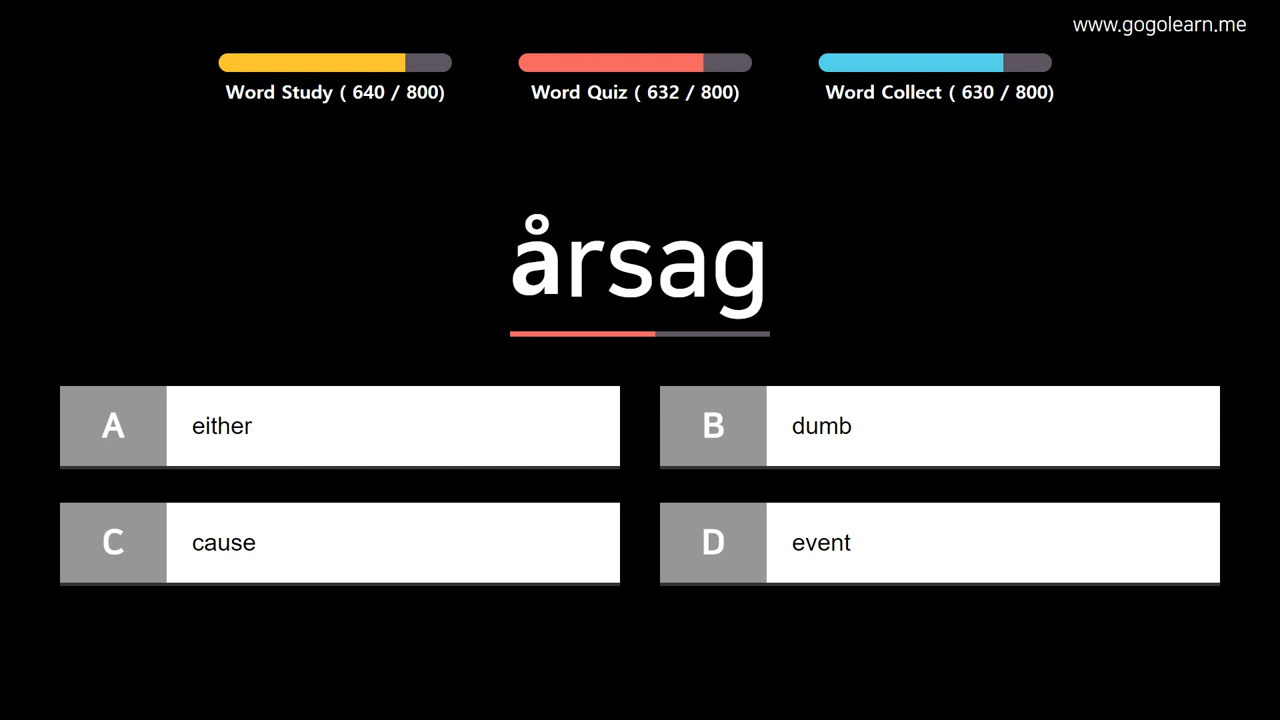 www.gogolearn.me
Word Study ( 640 / 800)
Word Quiz ( 632 / 800)
Word Collect ( 630 / 800)
årsag
A either
B dumb
C cause
D event